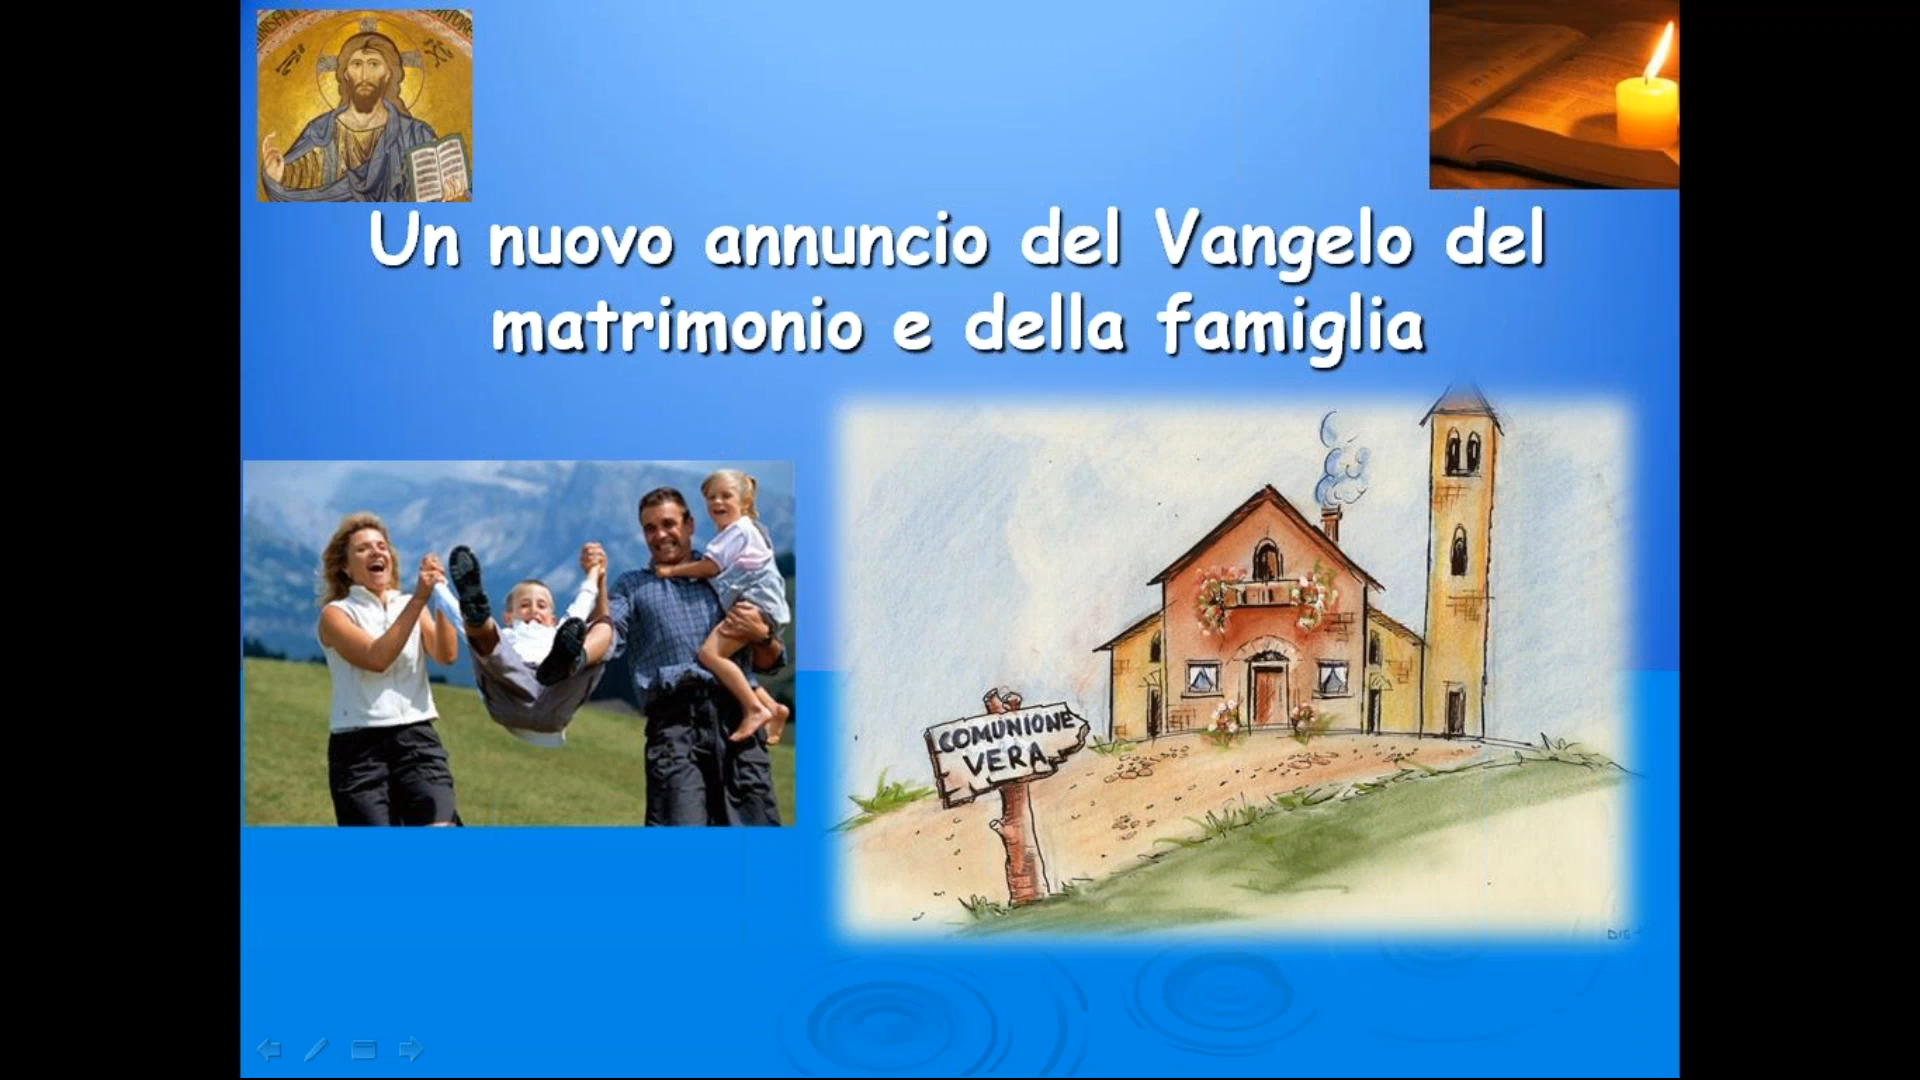 Un nuovo annuncio del Vangelo del
matrimonio e della famiglia
COMUNIONE
VERA